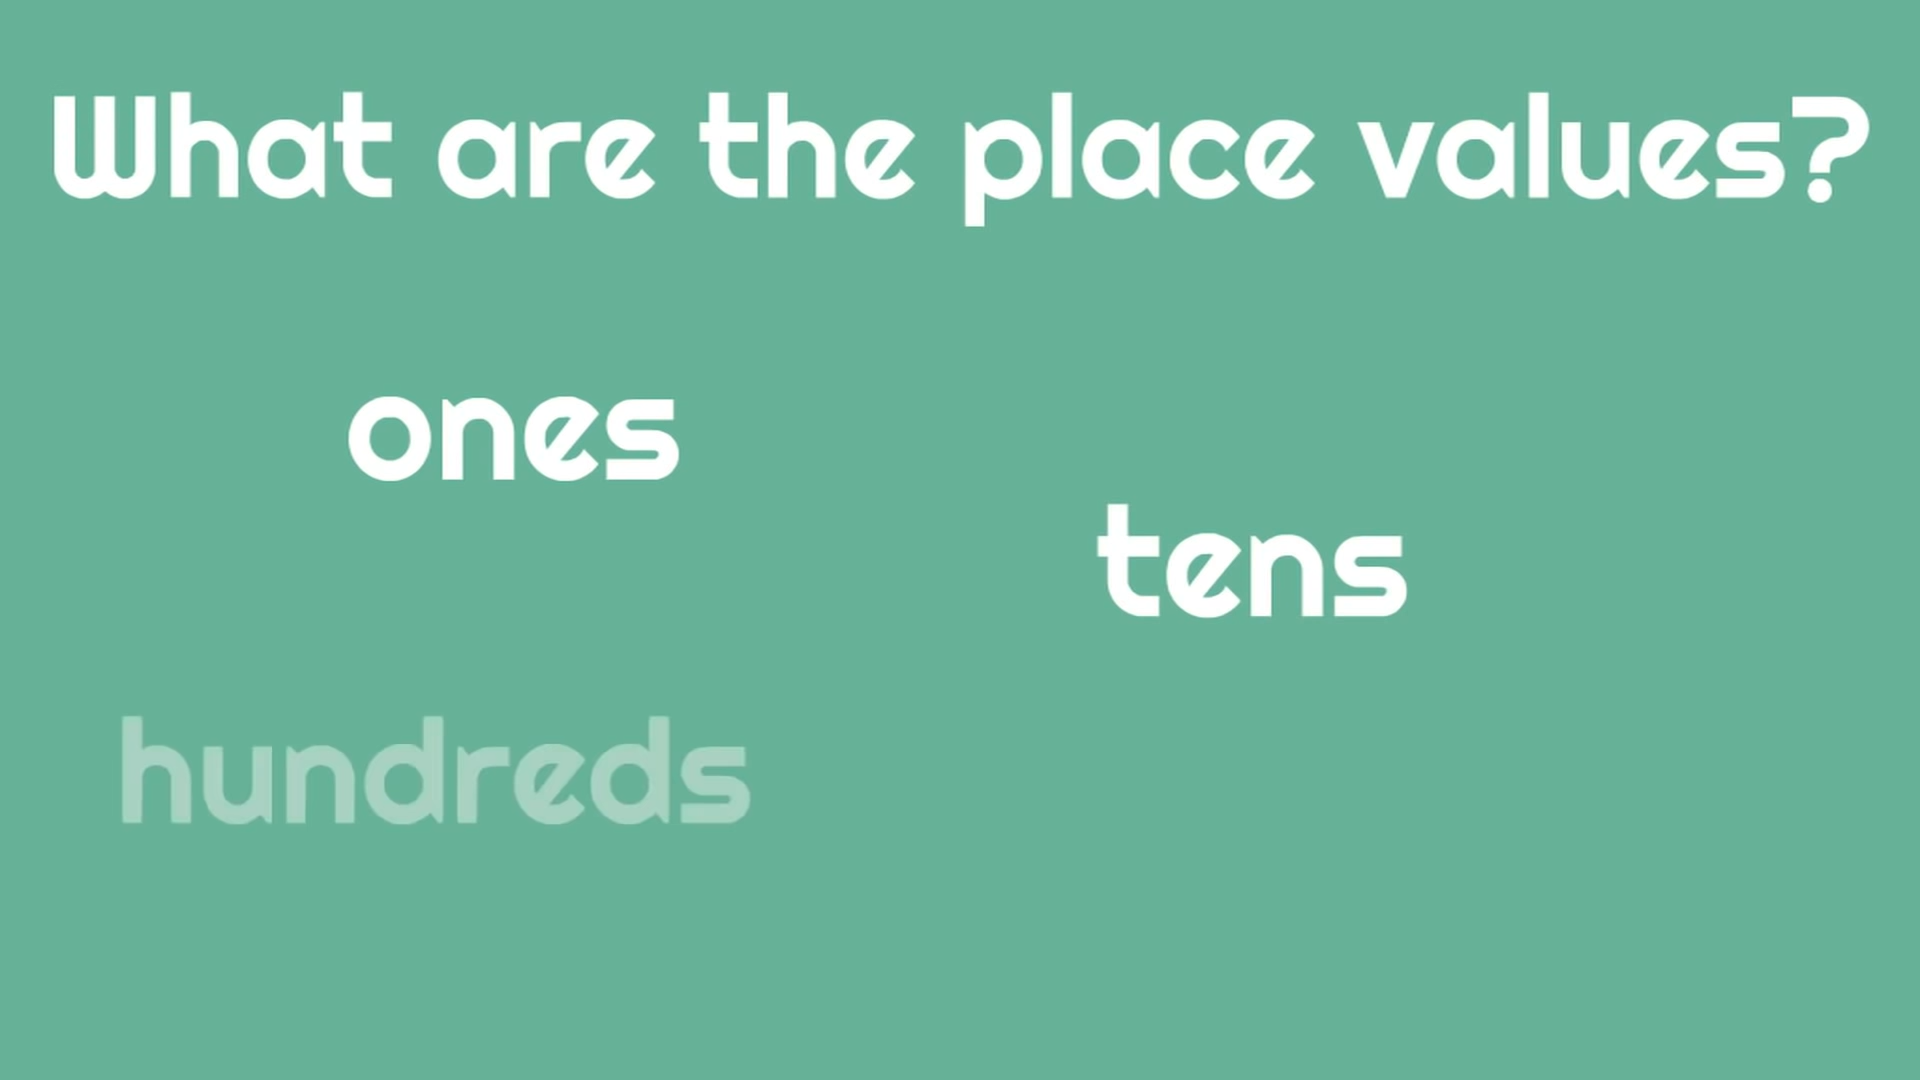 What are the place values?
ones
tens
hundreds